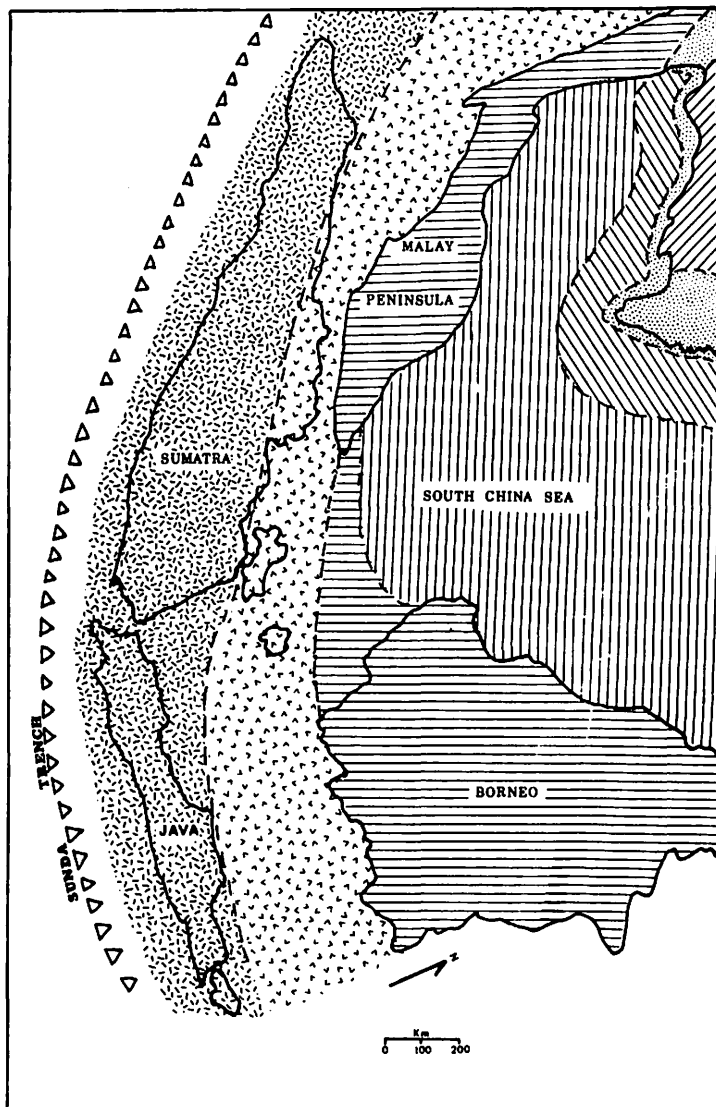 MALAY
PENINSULA
SUMATRA
SOUTH CHINA SEA
BORNEO
JAVA
SUNDA
TRENCH
N
Km
0 100 200